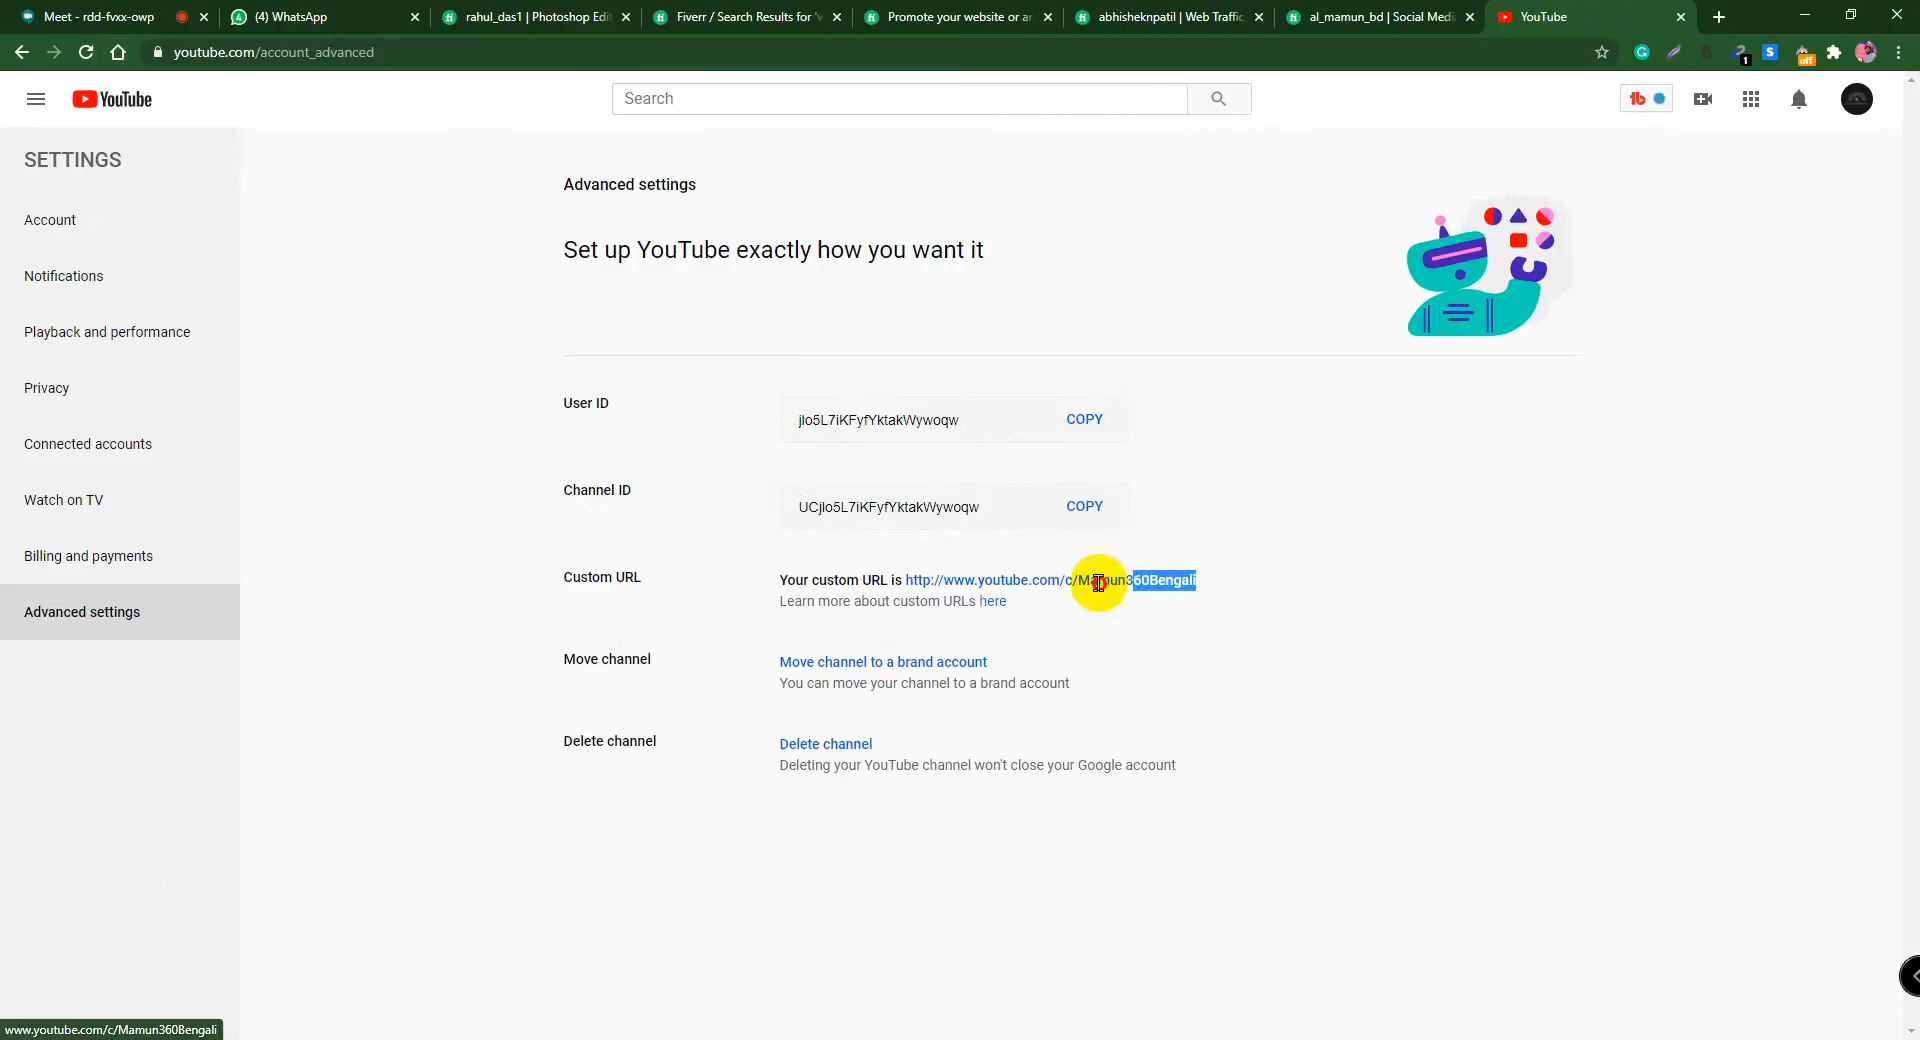 Meet - rdd-fvxx-owp
(4) WhatsApp
rahul_das1 | Photoshop Edi
Fiverr / Search Results for 'w
Promote your website or an
abhisheknpatil | Web Traffic
al_mamun_bd | Social Medi
YouTube
youtube.com/account_advanced
S
1
off
YouTube
Search
SETTINGS
Account
Notifications
Playback and performance
Privacy
Connected accounts
Watch on TV
Billing and payments
Advanced settings
Advanced settings
Set up YouTube exactly how you want it
User ID
jIo5L7iKFyfYktakWywoqw
COPY
Channel ID
UCjIo5L7iKFyfYktakWywoqw
COPY
Custom URL
Your custom URL is http://www.youtube.com/c/Mamun360Bengali
Learn more about custom URLs here
Move channel
Move channel to a brand account
You can move your channel to a brand account
Delete channel
Delete channel
Deleting your YouTube channel won't close your Google account
www.youtube.com/c/Mamun360Bengali